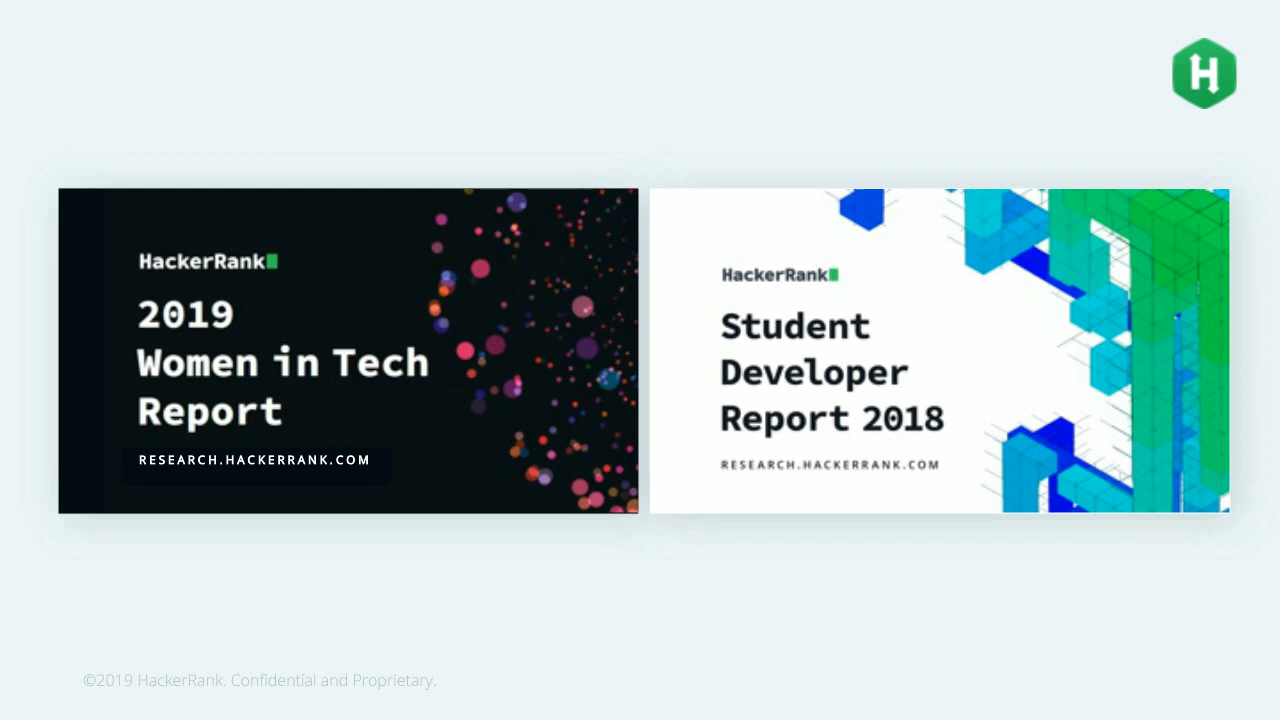 H
HackerRank
2019
Women in Tech
Report
RESEARCH.HACKERRANK.COM
HackerRank
Student
Developer
Report 2018
RESEARCH.HACKERRANK.COM
©2019 HackerRank. Confidential and Proprietary.